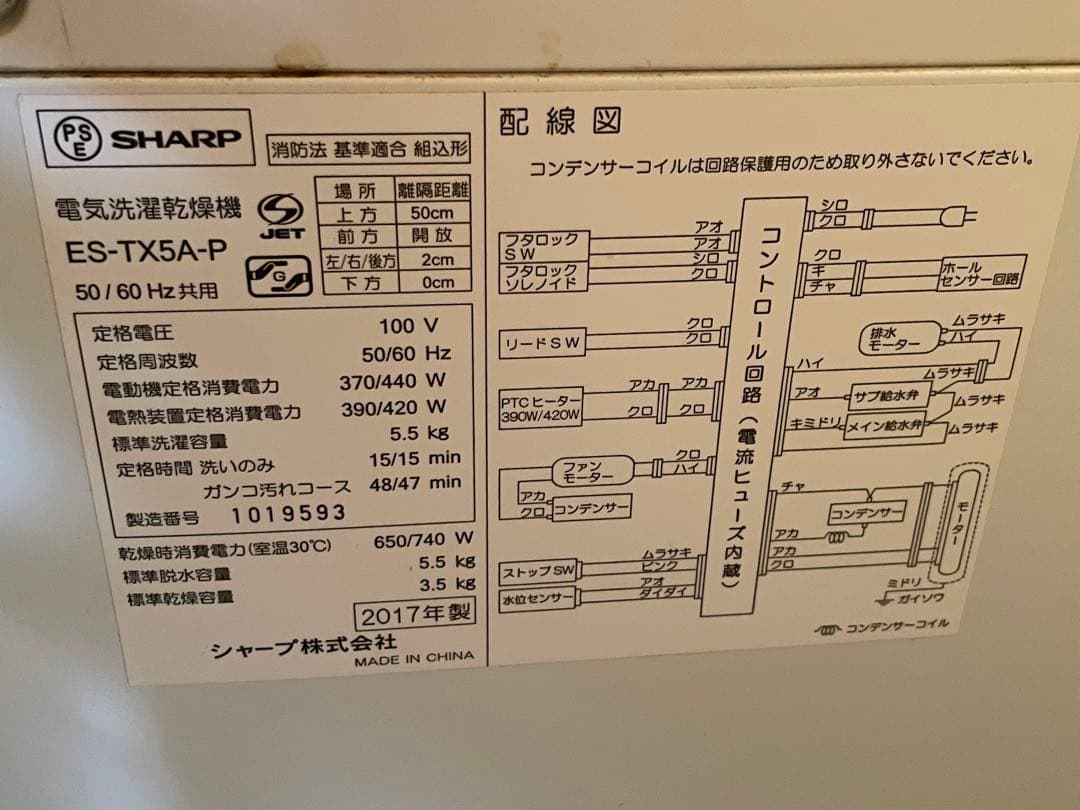 PSE SHARP
消防法 基準適合 組込形
電気洗濯乾燥機
JET
ES-TX5A-P
G
50/60 Hz共用
場所 離隔距離
上方 50cm
前方 開放
左/右/後方 2cm
下方 0cm
定格電圧 100 V
定格周波数 50/60 Hz
電動機定格消費電力 370/440 W
電熱装置定格消費電力 390/420 W
標準洗濯容量 5.5 kg
定格時間 洗いのみ 15/15 min
ガンコ汚れコース 48/47 min
製造番号 1019593
乾燥時消費電力(室温30℃) 650/740 W
標準脱水容量 5.5 kg
標準乾燥容量 3.5 kg
2017年製
シャープ株式会社
MADE IN CHINA
配線図
コンデンサーコイルは回路保護用のため取り外さないでください。
フタロック
SW
アオ
アオ
フタロック
ソレノイド
シロ
クロ
リードSW
クロ
クロ
PTCヒーター
390W/420W
アカ アカ
クロ クロ
ファン
モーター
クロ
ハイ
アカ
クロ
コンデンサー
ストップSW
ムラサキ
ピンク
水位センサー
アオ
ダイダイ
コントロール回路(電流ヒューズ内蔵)
シロ
クロ
クロ
キ
チャ
ホール
センサー回路
排水
モーター
ムラサキ
ハイ
ハイ
ムラサキ
アオ
サブ給水弁
ムラサキ
キミドリ
メイン給水弁
ムラサキ
チャ
コンデンサー
アカ
アカ
クロ
モーター
ミドリ
ガイソウ
コンデンサーコイル